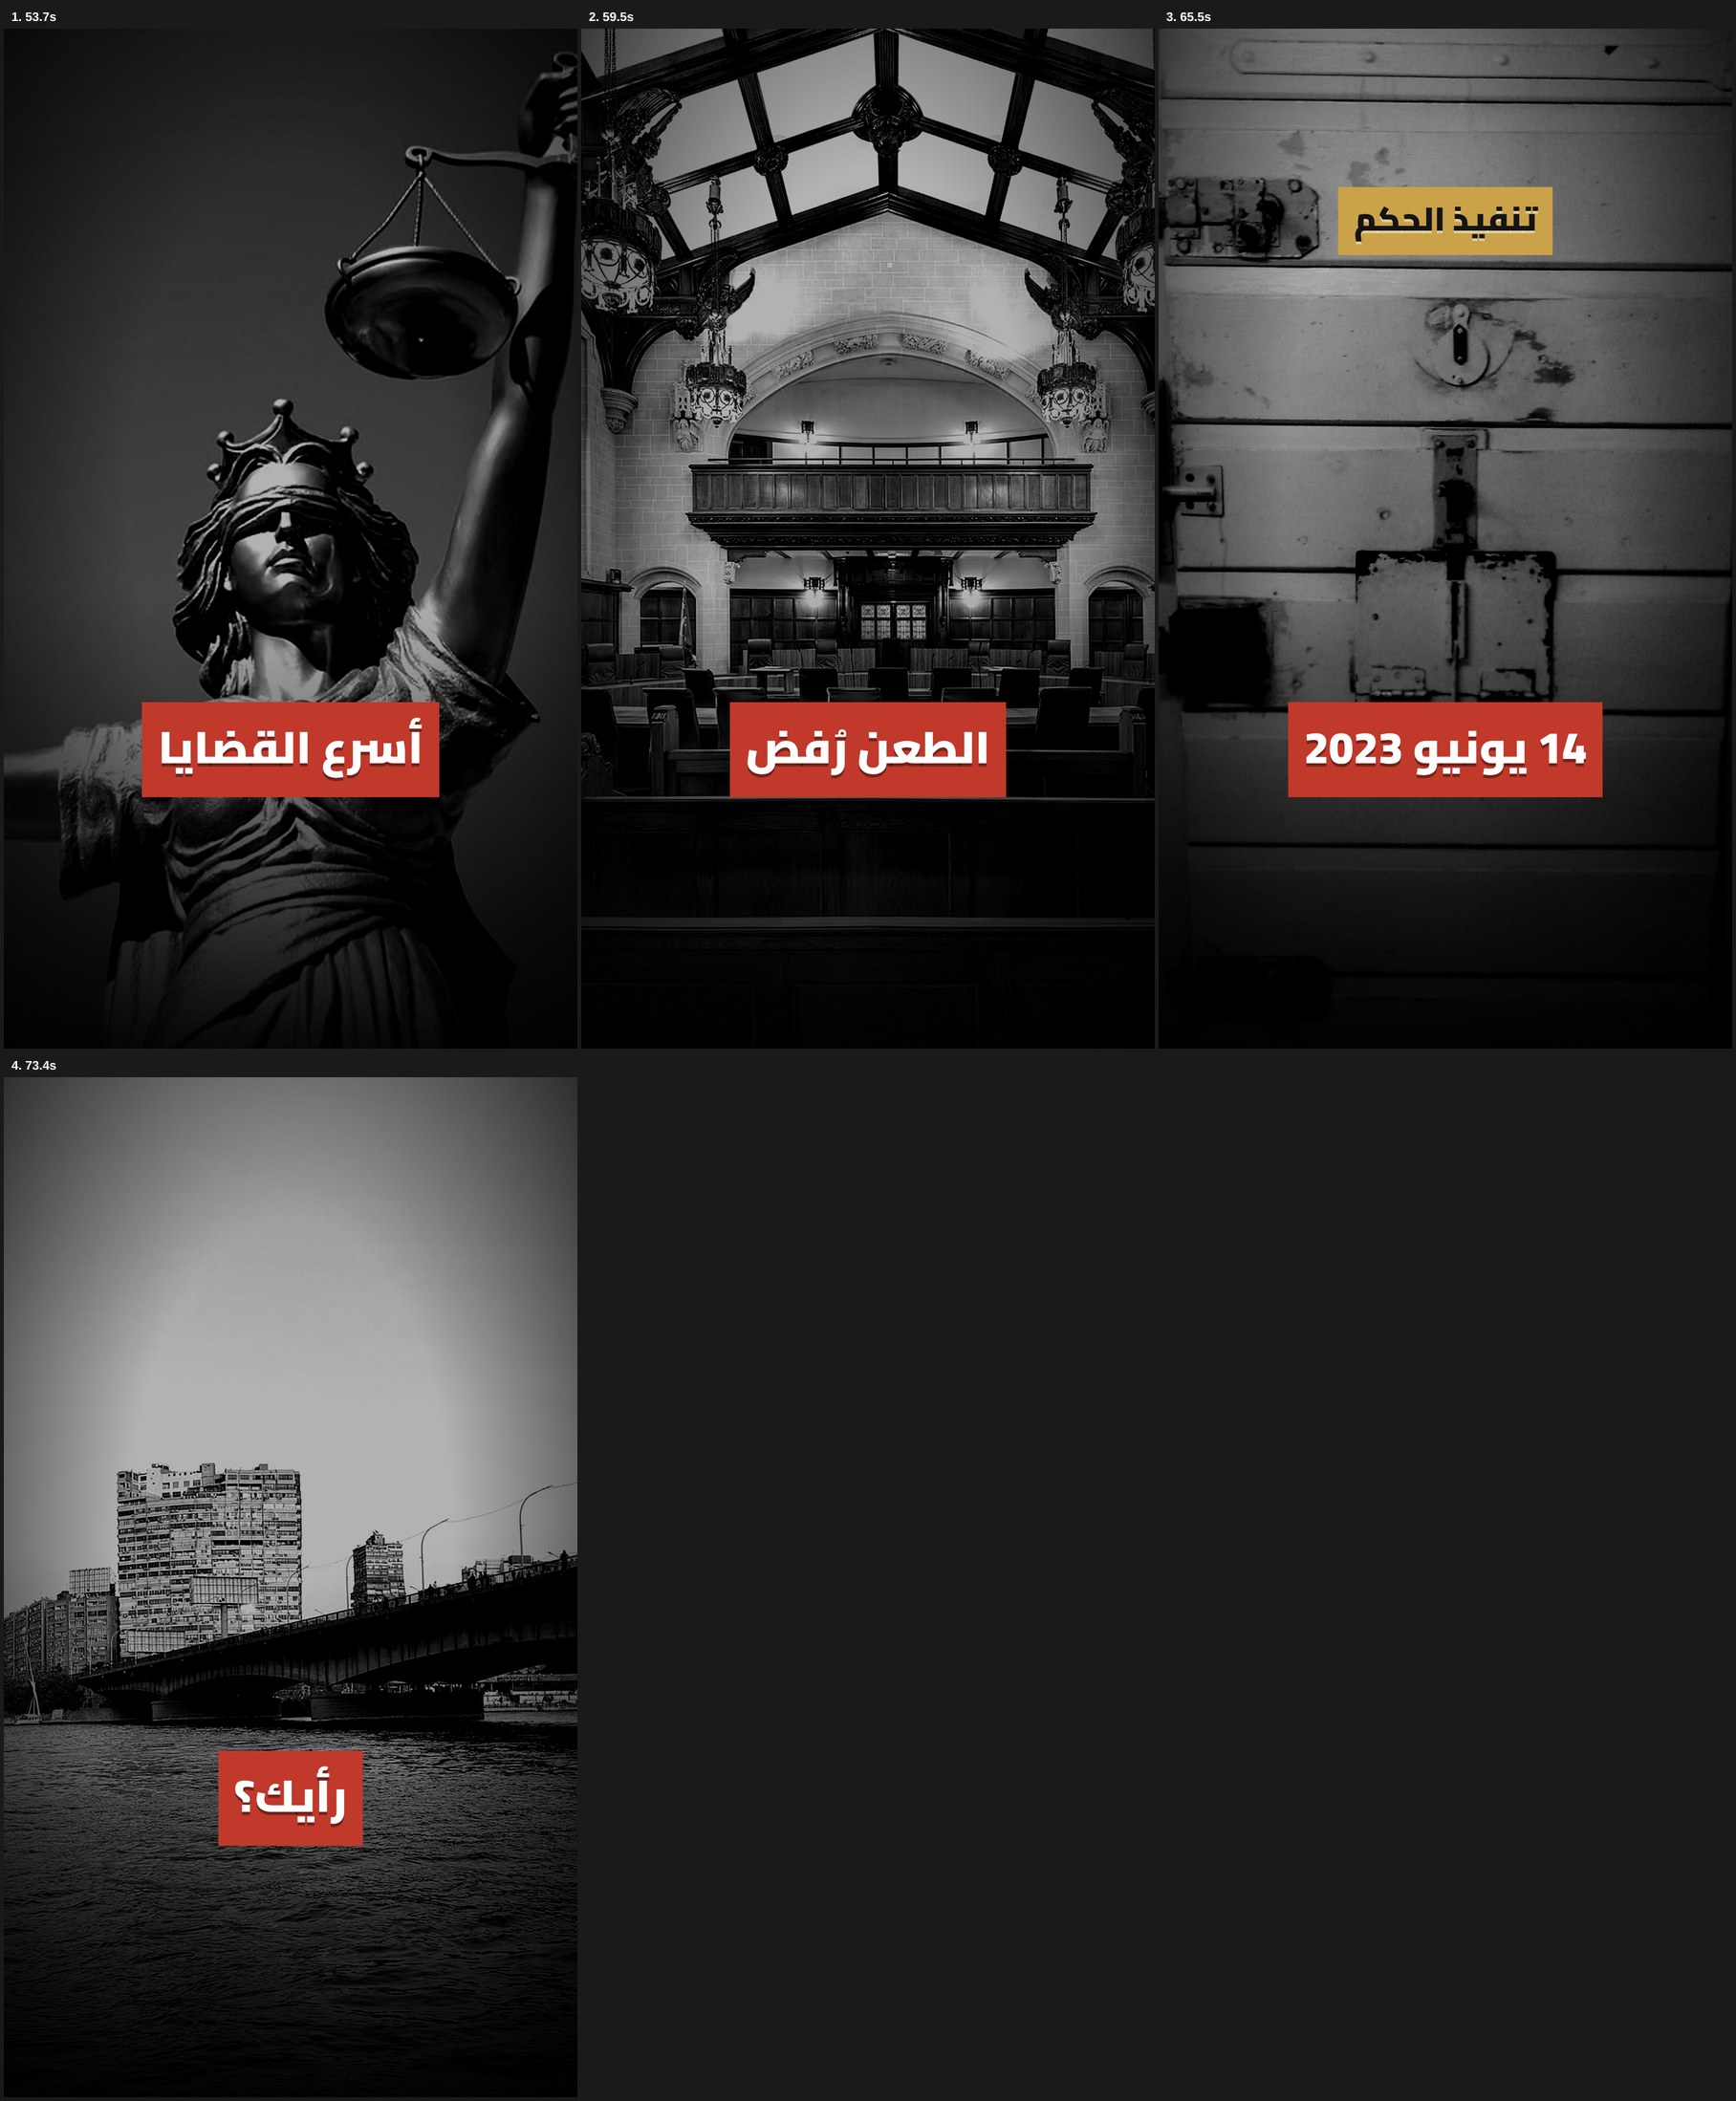 1. 53.7s
أسرع القضايا
2. 59.5s
الطعن رُفض
3. 65.5s
تنفيذ الحكم
14 يونيو 2023
4. 73.4s
رأيك؟